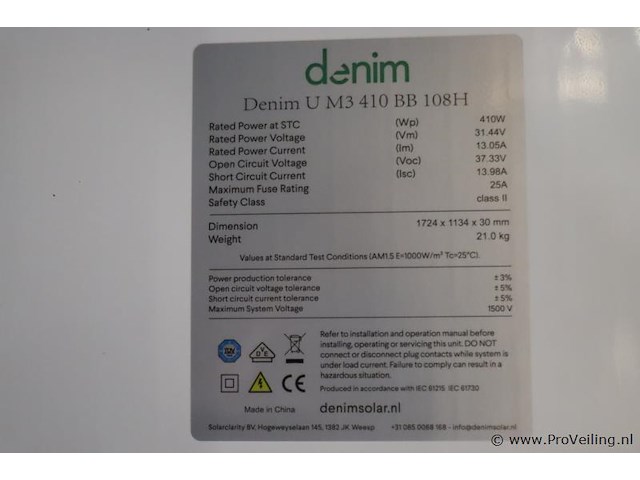 denim
Denim U M3 410 BB 108H
Rated Power at STC (Wp) 410W
Rated Power Voltage (Vm) 31.44V
Rated Power Current (Im) 13.05A
Open Circuit Voltage (Voc) 37.33V
Short Circuit Current (Isc) 13.98A
Maximum Fuse Rating 25A
Safety Class class II
Dimension 1724 x 1134 x 30 mm
Weight 21.0 kg
Values at Standard Test Conditions (AM1.5 E=1000W/m² Tc=25°C).
Power production tolerance ±3%
Open circuit voltage tolerance ±5%
Short circuit current tolerance ±5%
Maximum System Voltage 1500 V
Refer to installation and operation manual before
installing, operating or servicing this unit. DO NOT
connect or disconnect plug contacts while system is
under load current. Failing to comply can result in a
hazardous situation.
Produced in accordance with IEC 61215 IEC 61730
TÜV
VDE
CE
Made in China denimsolar.nl
Solarclarity BV, Hogeweyselaan 145, 1382 JK Weesp +31 085 0088 168 - info@denimsolar.nl
© www.ProVeiling.nl